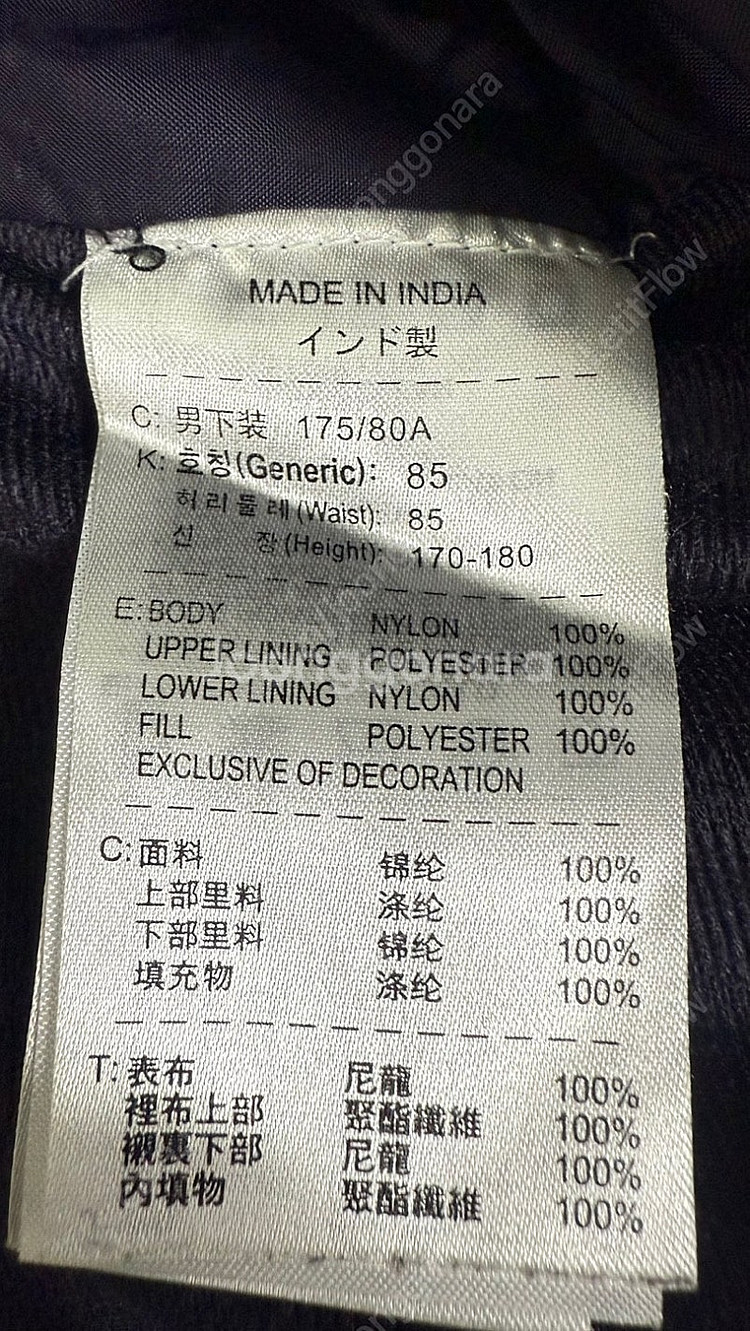 MADE IN INDIA
インド製
C: 男下装 175/80A
K: 호칭(Generic): 85
허리둘레(Waist): 85
신 장(Height): 170-180
E: BODY NYLON 100%
UPPER LINING POLYESTER 100%
LOWER LINING NYLON 100%
FILL POLYESTER 100%
EXCLUSIVE OF DECORATION
C: 面料 锦纶 100%
上部里料 涤纶 100%
下部里料 锦纶 100%
填充物 涤纶 100%
T: 表布 尼龍 100%
裡布上部 聚酯纖維 100%
襯裏下部 尼龍 100%
內填物 聚酯纖維 100%